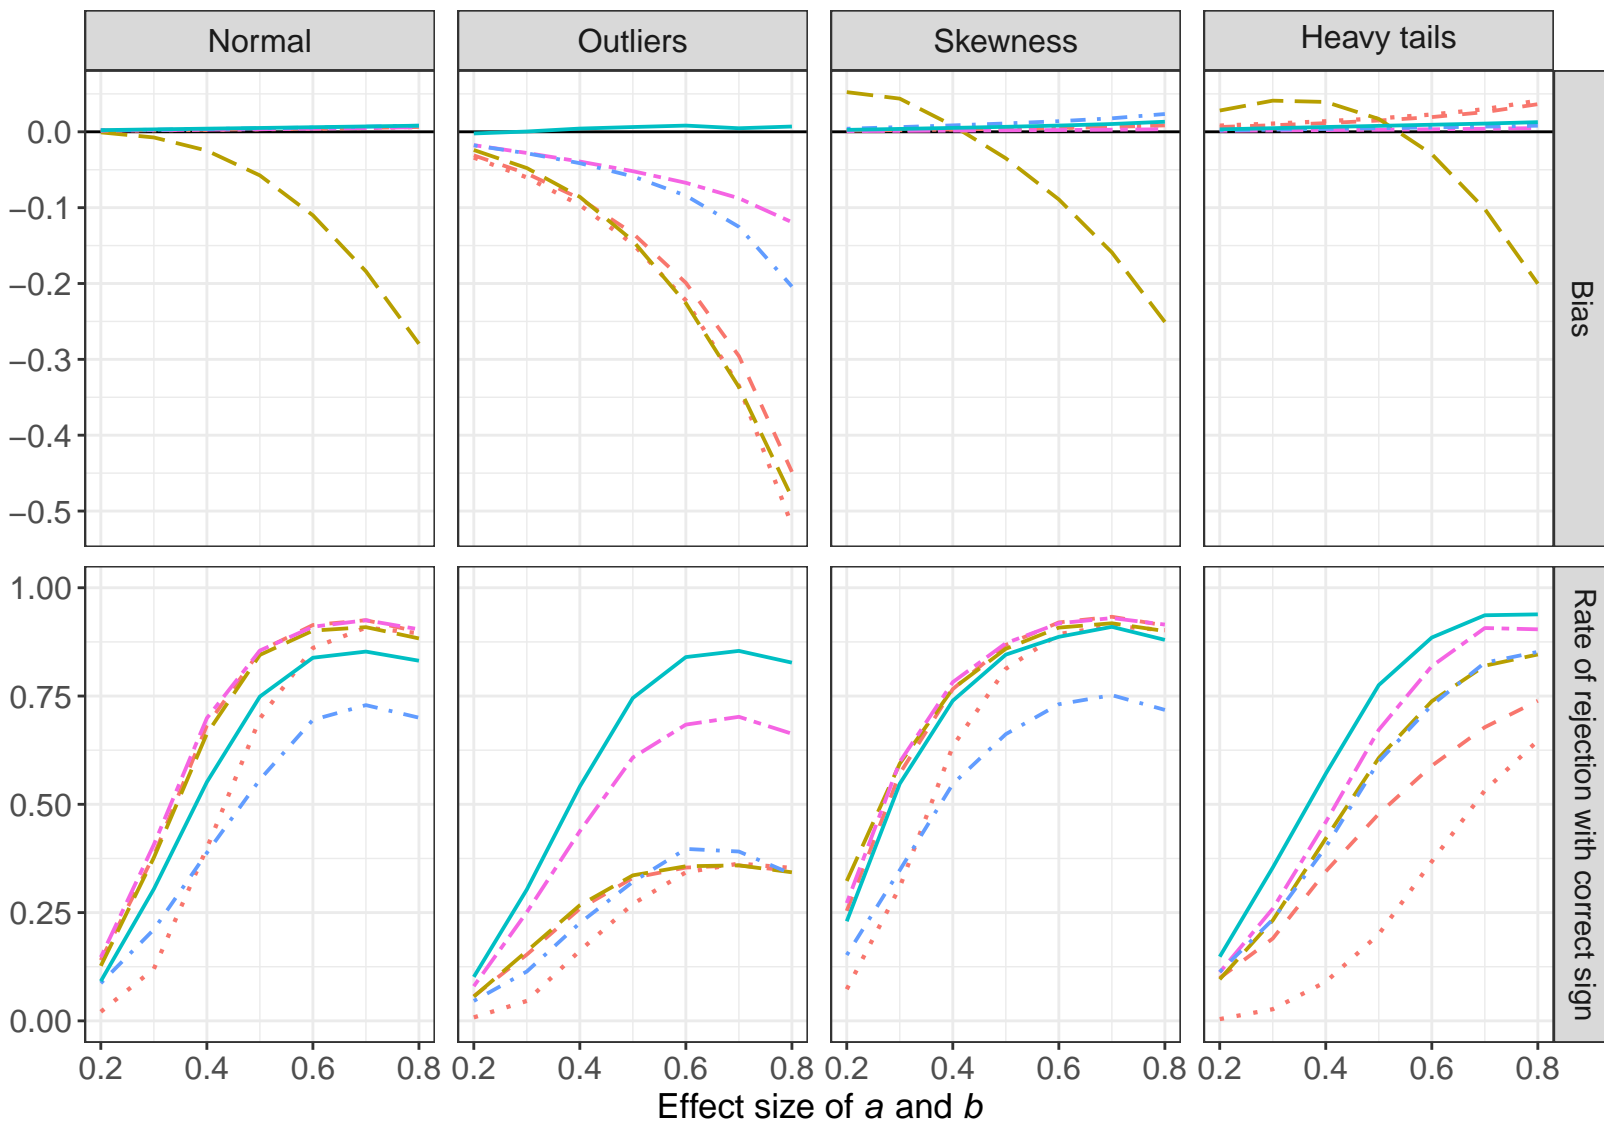 Normal
Outliers
Skewness
Heavy tails
0.0
−0.1
−0.2
−0.3
−0.4
−0.5
Bias
1.00
0.75
0.50
0.25
0.00
Rate of rejection with correct sign
0.2 0.4 0.6 0.8
0.2 0.4 0.6 0.8
0.2 0.4 0.6 0.8
0.2 0.4 0.6 0.8
Effect size of a and b